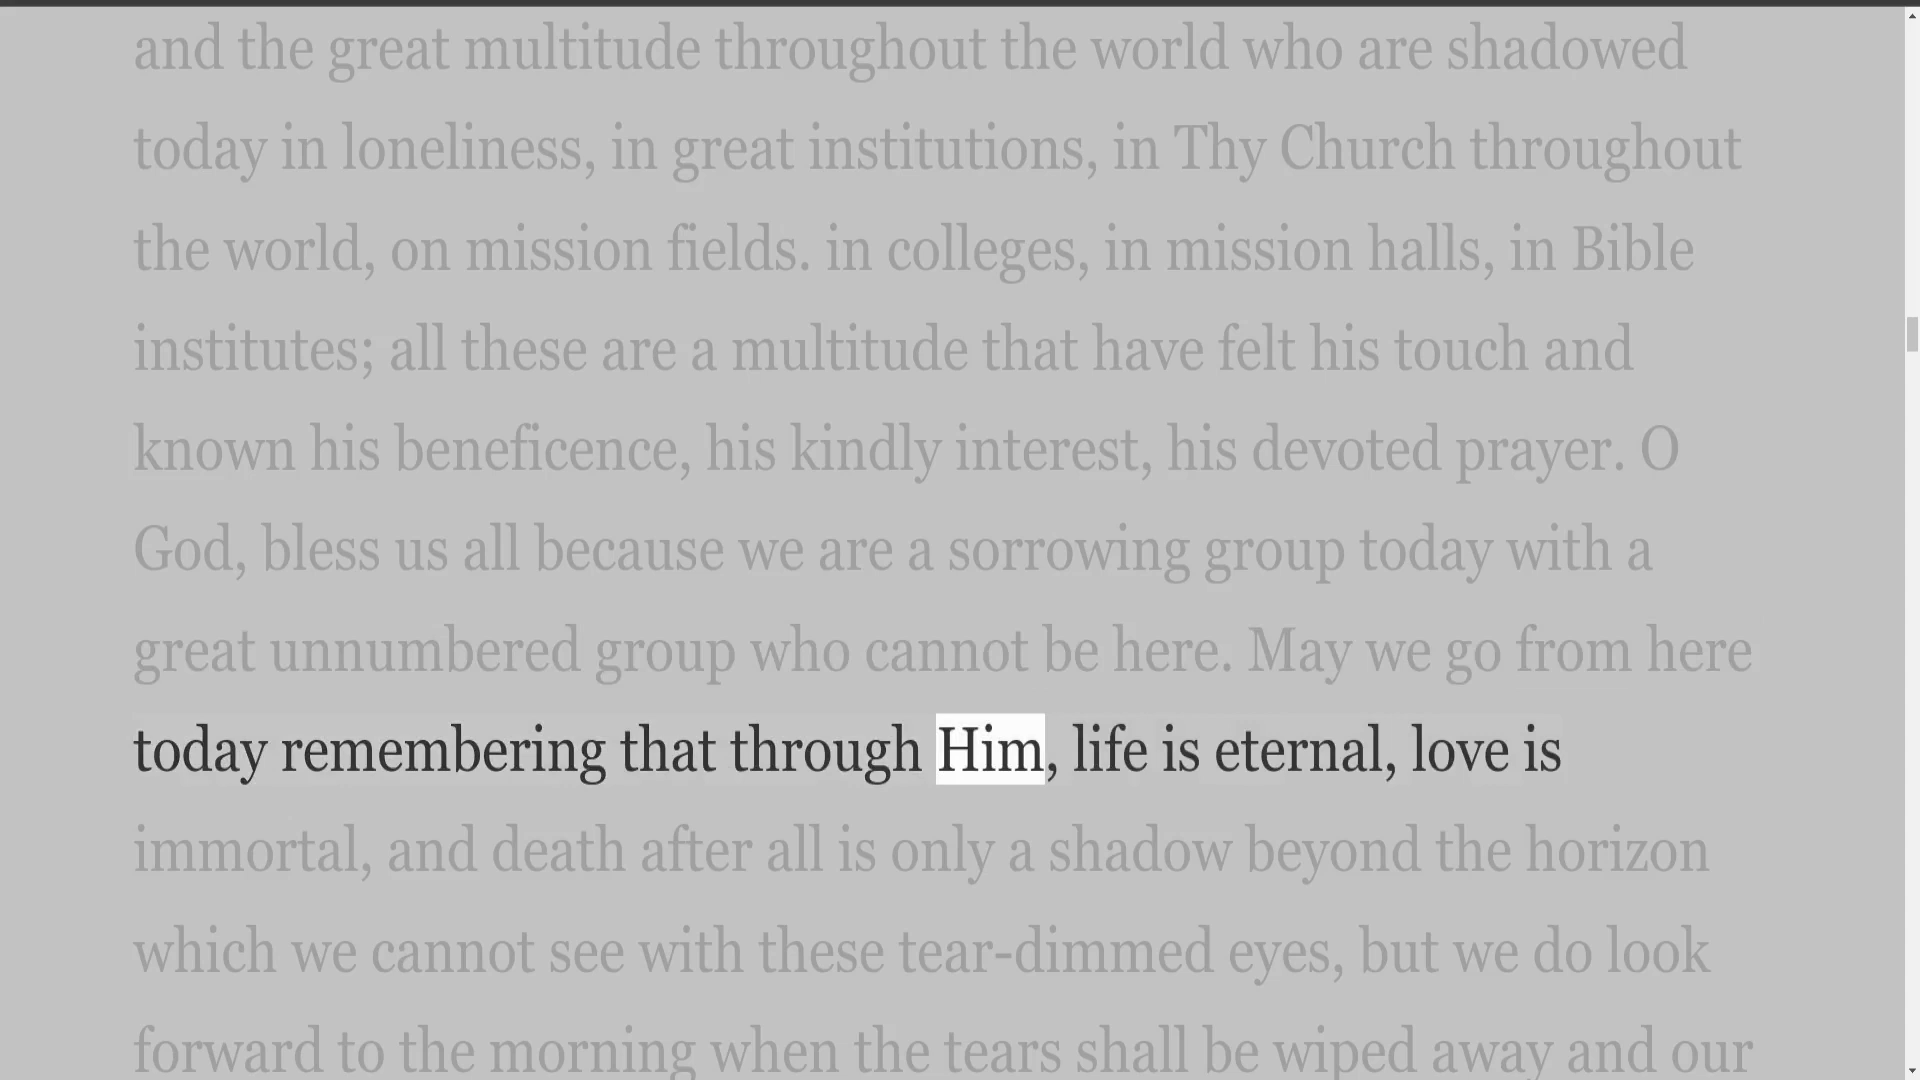 and the great multitude throughout the world who are shadowed
today in loneliness, in great institutions, in Thy Church throughout
the world, on mission fields. in colleges, in mission halls, in Bible
institutes; all these are a multitude that have felt his touch and
known his beneficence, his kindly interest, his devoted prayer. O
God, bless us all because we are a sorrowing group today with a
great unnumbered group who cannot be here. May we go from here
today remembering that through Him, life is eternal, love is
immortal, and death after all is only a shadow beyond the horizon
which we cannot see with these tear-dimmed eyes, but we do look
forward to the morning when the tears shall be wiped away and our